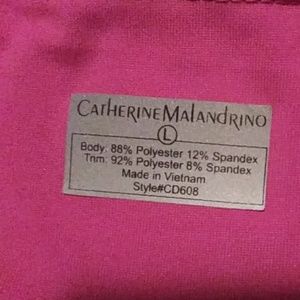 CATHERINE MALANDRINO
L
Body: 88% Polyester 12% Spandex
Trim: 92% Polyester 8% Spandex
Made in Vietnam
Style#CD608